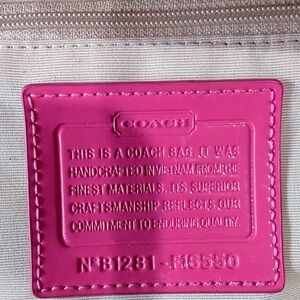 COACH
THIS IS A COACH BAG. IT WAS
HANDCRAFTED IN VIETNAM FROM THE
FINEST MATERIALS. ITS SUPERIOR
CRAFTSMANSHIP REFLECTS OUR
COMMITMENT TO ENDURING QUALITY.
Nº B1281 - F16550